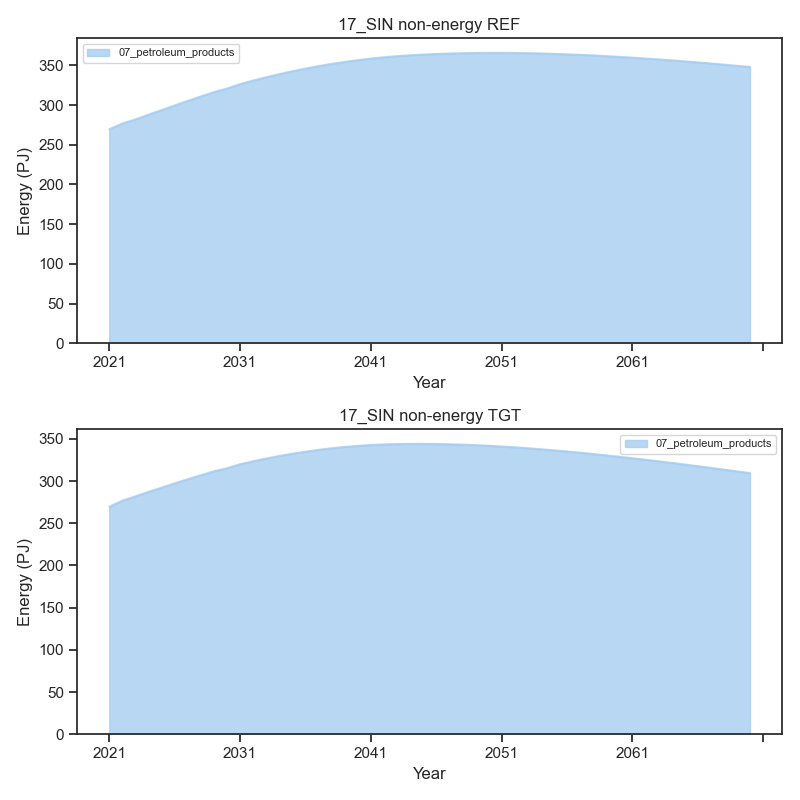 17_SIN non-energy REF
07_petroleum_products
350
300
250
200
150
100
50
0
Energy (PJ)
2021 2031 2041 2051 2061
Year
17_SIN non-energy TGT
07_petroleum_products
350
300
250
200
150
100
50
0
Energy (PJ)
2021 2031 2041 2051 2061
Year